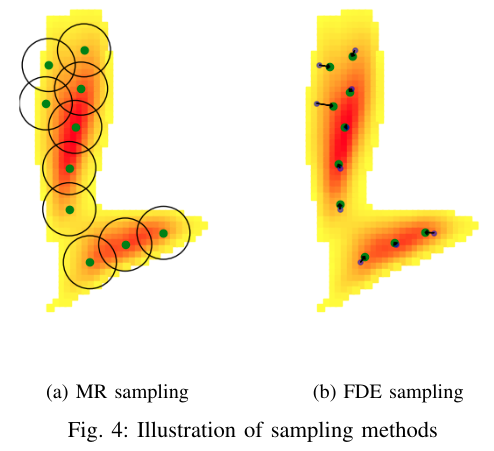 (a) MR sampling
(b) FDE sampling
Fig. 4: Illustration of sampling methods